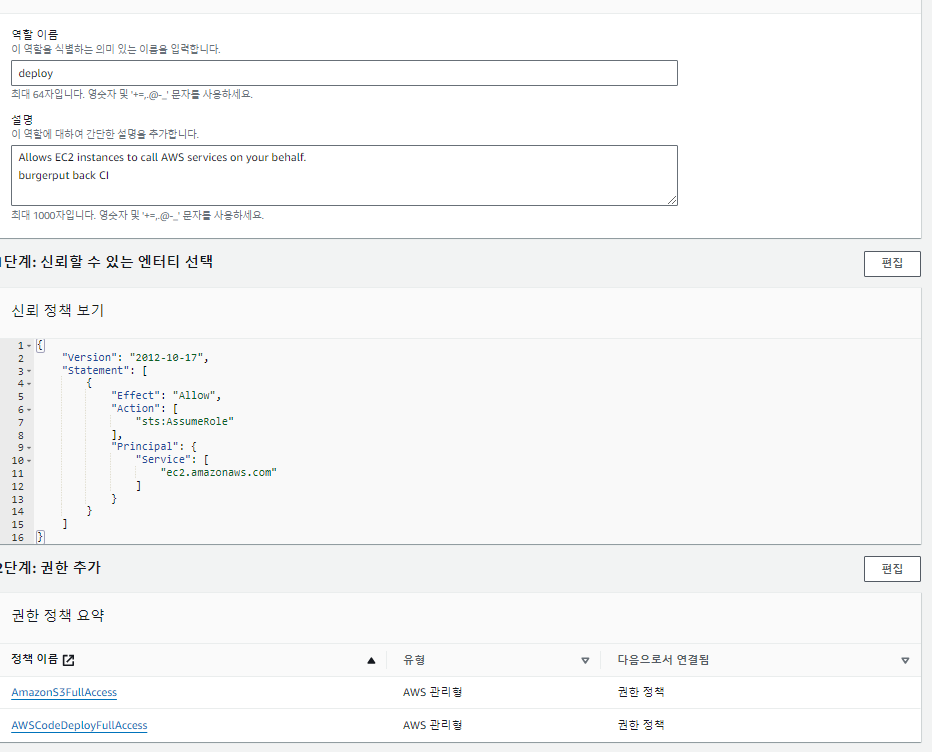 역할 이름
이 역할을 식별하는 의미 있는 이름을 입력합니다.
deploy
최대 64자입니다. 영숫자 및 '+=,.@-_' 문자를 사용하세요.
설명
이 역할에 대하여 간단한 설명을 추가합니다.
Allows EC2 instances to call AWS services on your behalf.
burgerput back CI
최대 1000자입니다. 영숫자 및 '+=,.@-_' 문자를 사용하세요.
1단계: 신뢰할 수 있는 엔터티 선택
편집
신뢰 정책 보기
1 {
2     "Version": "2012-10-17",
3     "Statement": [
4         {
5             "Effect": "Allow",
6             "Action": [
7                 "sts:AssumeRole"
8             ],
9             "Principal": {
10                 "Service": [
11                     "ec2.amazonaws.com"
12                 ]
13             }
14         }
15     ]
16 }
2단계: 권한 추가
편집
권한 정책 요약
정책 이름 유형 다음으로서 연결됨
AmazonS3FullAccess AWS 관리형 권한 정책
AWSCodeDeployFullAccess AWS 관리형 권한 정책